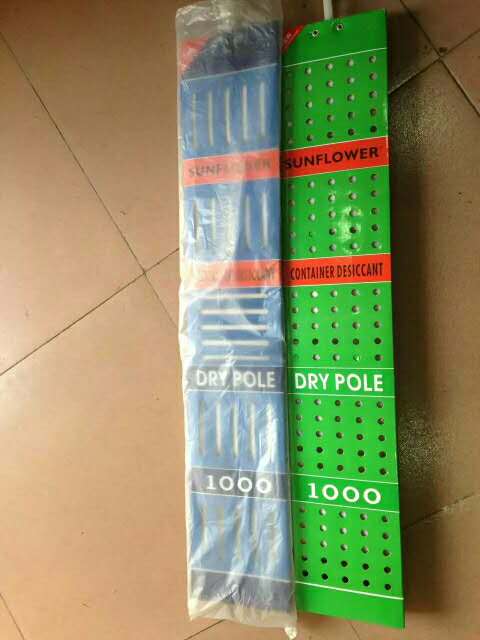 SUNFLOWER
CONTAINER DESICCANT
DRY POLE
1000
SUNFLOWER
CONTAINER DESICCANT
DRY POLE
1000